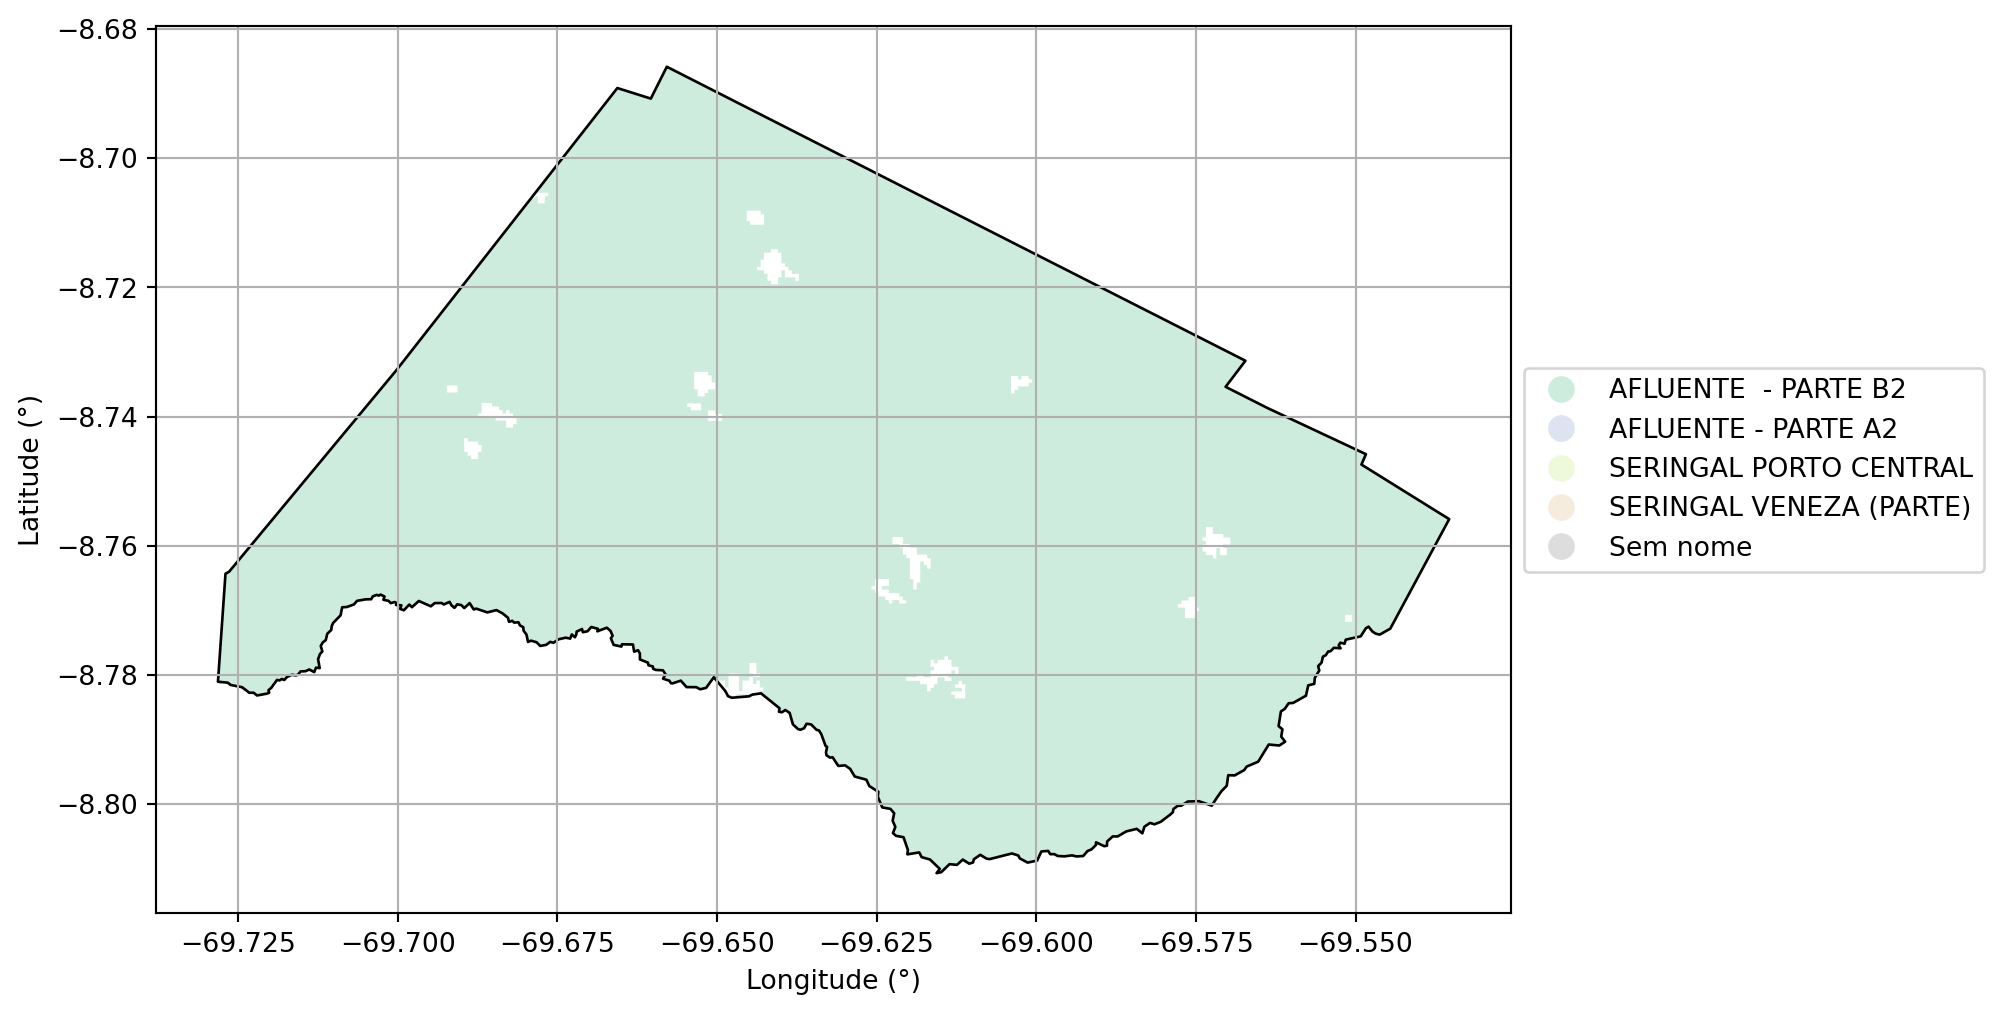 −8.68
−8.70
−8.72
−8.74
−8.76
−8.78
−8.80
Latitude (°)
−69.725 −69.700 −69.675 −69.650 −69.625 −69.600 −69.575 −69.550
Longitude (°)
AFLUENTE  - PARTE B2
AFLUENTE - PARTE A2
SERINGAL PORTO CENTRAL
SERINGAL VENEZA (PARTE)
Sem nome